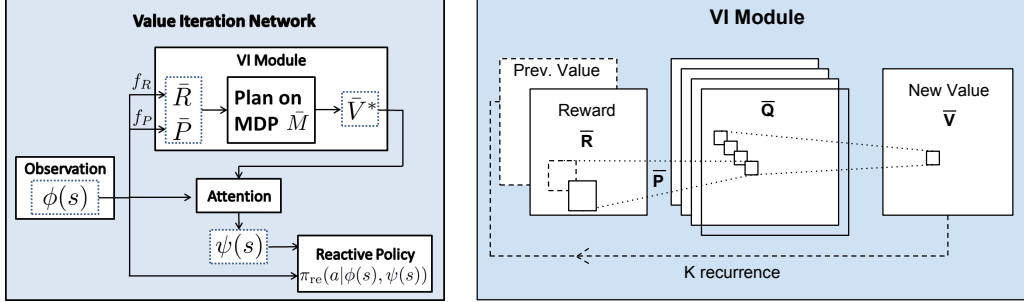 Value Iteration Network
VI Module
f_R
R̄
Plan on
MDP M̄
V̄*
f_P
P̄
Observation
ϕ(s)
Attention
ψ(s)
Reactive Policy
π_re(a|ϕ(s), ψ(s))
VI Module
Prev. Value
Reward
R̄
P̄
Q̄
New Value
V̄
K recurrence